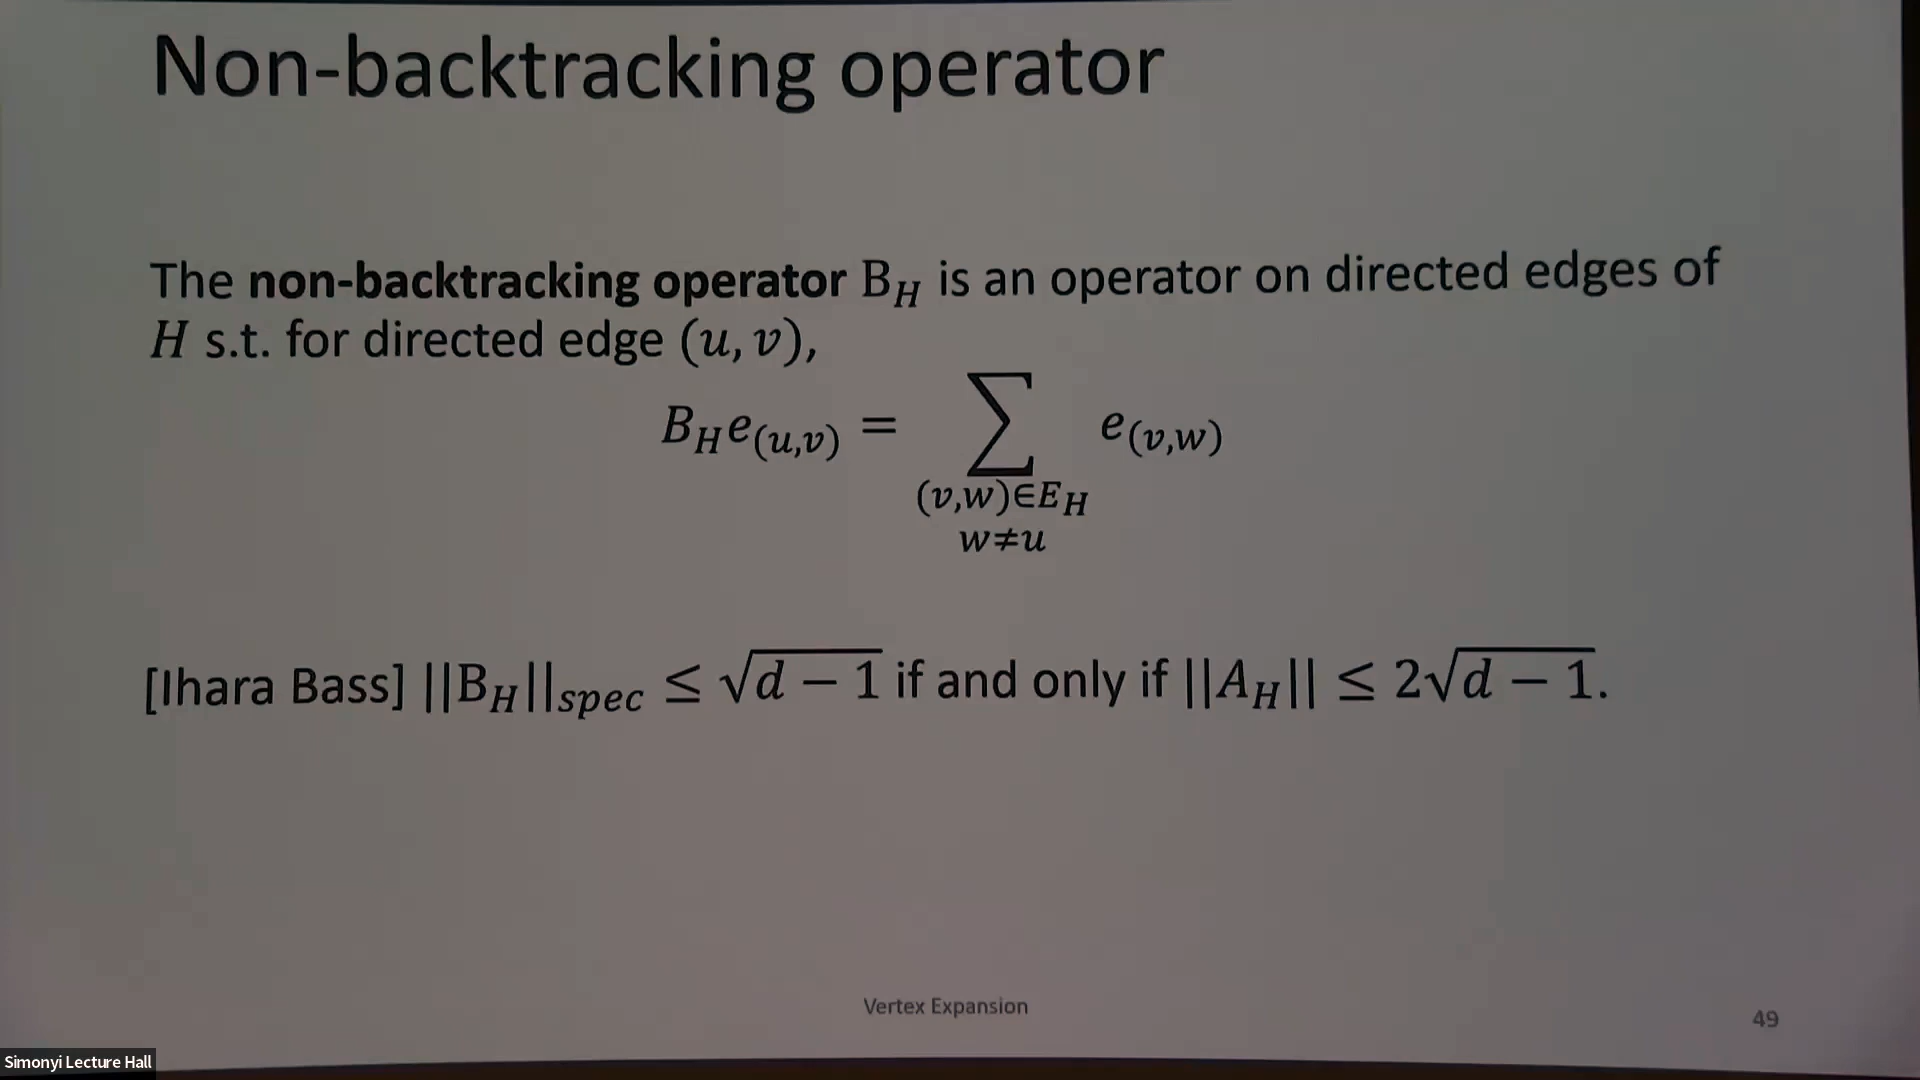 Non-backtracking operator
The non-backtracking operator B_H is an operator on directed edges of
H s.t. for directed edge (u, v),
B_H e_(u,v) = ∑ e_(v,w)
(v,w)∈E_H
w≠u
[Ihara Bass] ||B_H||_spec ≤ √(d − 1) if and only if ||A_H|| ≤ 2√(d − 1).
Vertex Expansion
49
Simonyi Lecture Hall